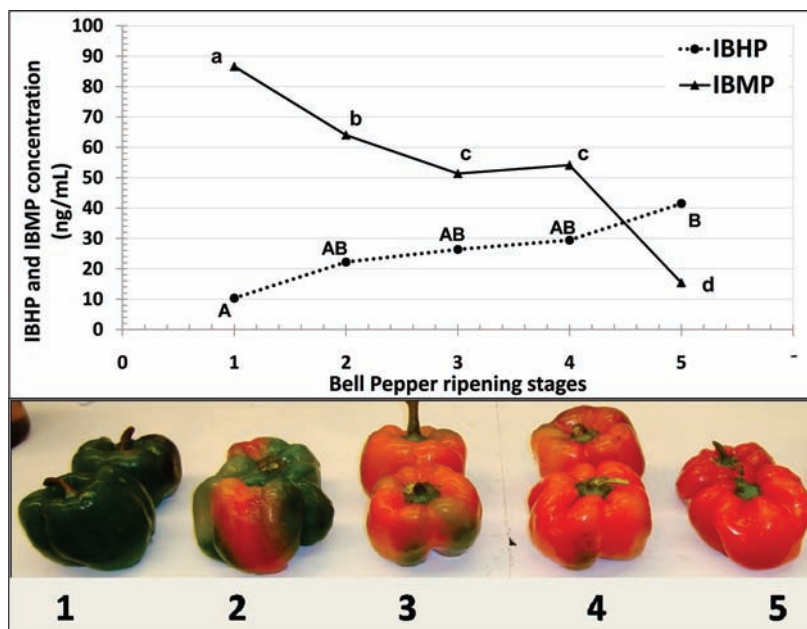 IBHP and IBMP concentration
(ng/mL)
100
90
80
70
60
50
40
30
20
10
0
a
b
c
c
d
A
AB
AB
AB
B
IBHP
IBMP
0 1 2 3 4 5
Bell Pepper ripening stages
1 2 3 4 5